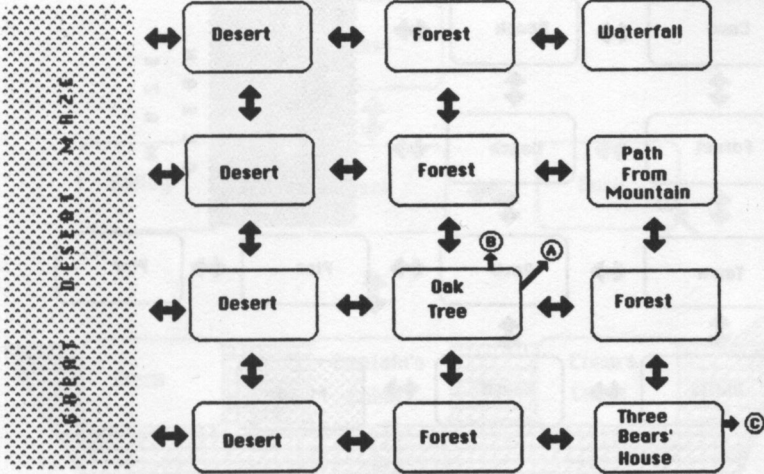 GREAT DESERT MAZE
Desert
Forest
Waterfall
Desert
Forest
Path
From
Mountain
B
A
Desert
Oak
Tree
Forest
Desert
Forest
Three
Bears'
House
C